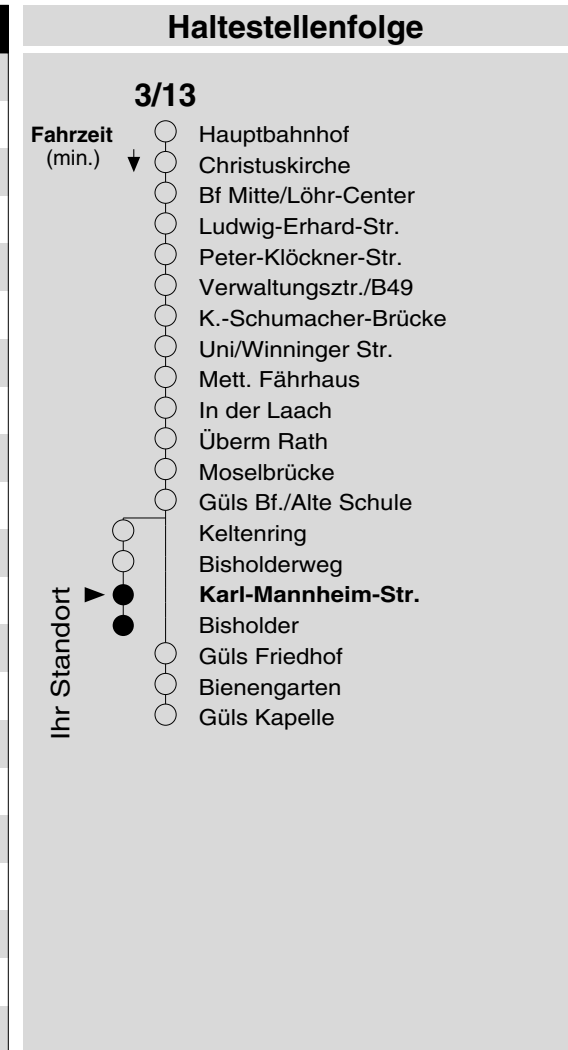 Haltestellenfolge
3/13
Fahrzeit
(min.)
Hauptbahnhof
Christuskirche
Bf Mitte/Löhr-Center
Ludwig-Erhard-Str.
Peter-Klöckner-Str.
Verwaltungsztr./B49
K.-Schumacher-Brücke
Uni/Winninger Str.
Mett. Fährhaus
In der Laach
Überm Rath
Moselbrücke
Güls Bf./Alte Schule
Keltenring
Bisholderweg
Karl-Mannheim-Str.
Bisholder
Güls Friedhof
Bienengarten
Güls Kapelle
Ihr Standort